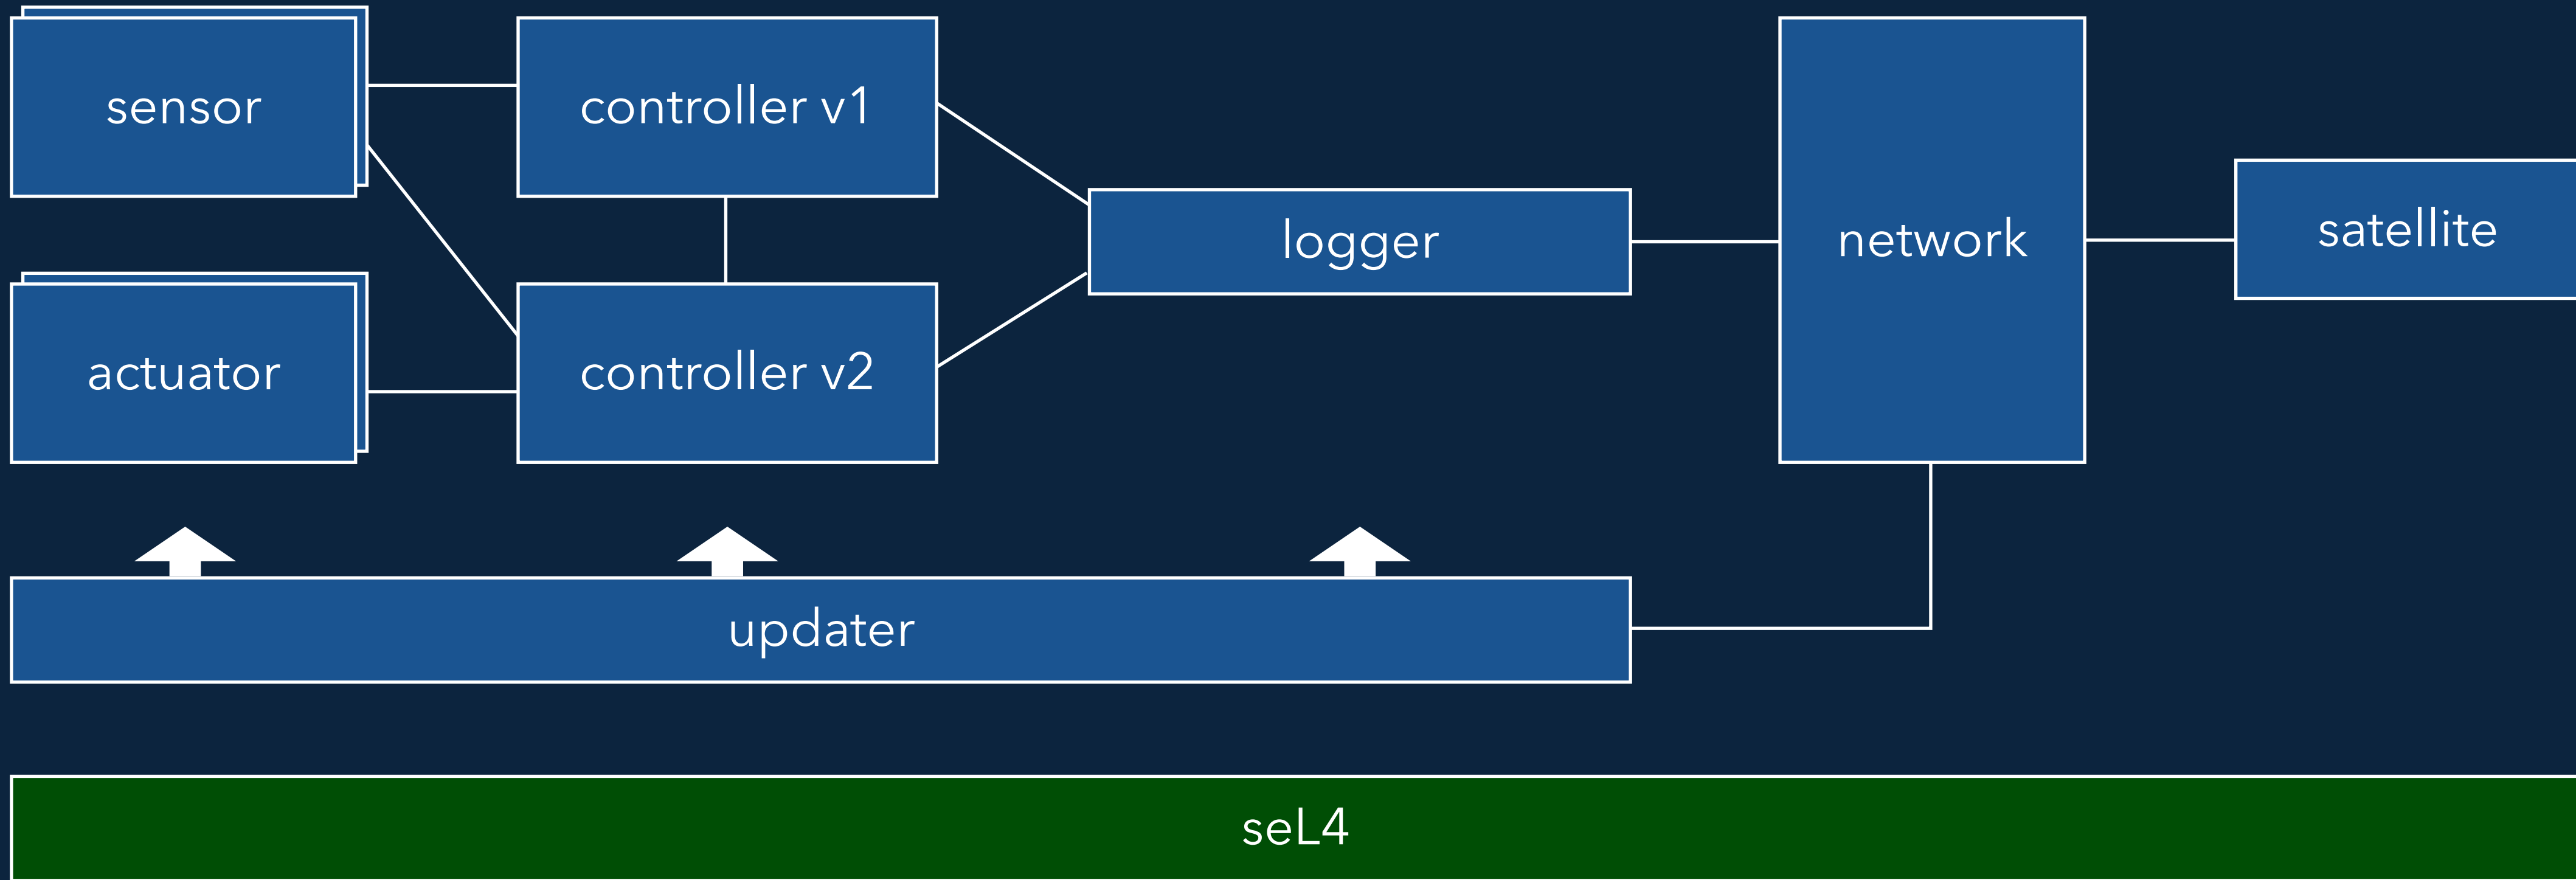 sensor
controller v1
logger
network
satellite
actuator
controller v2
updater
seL4